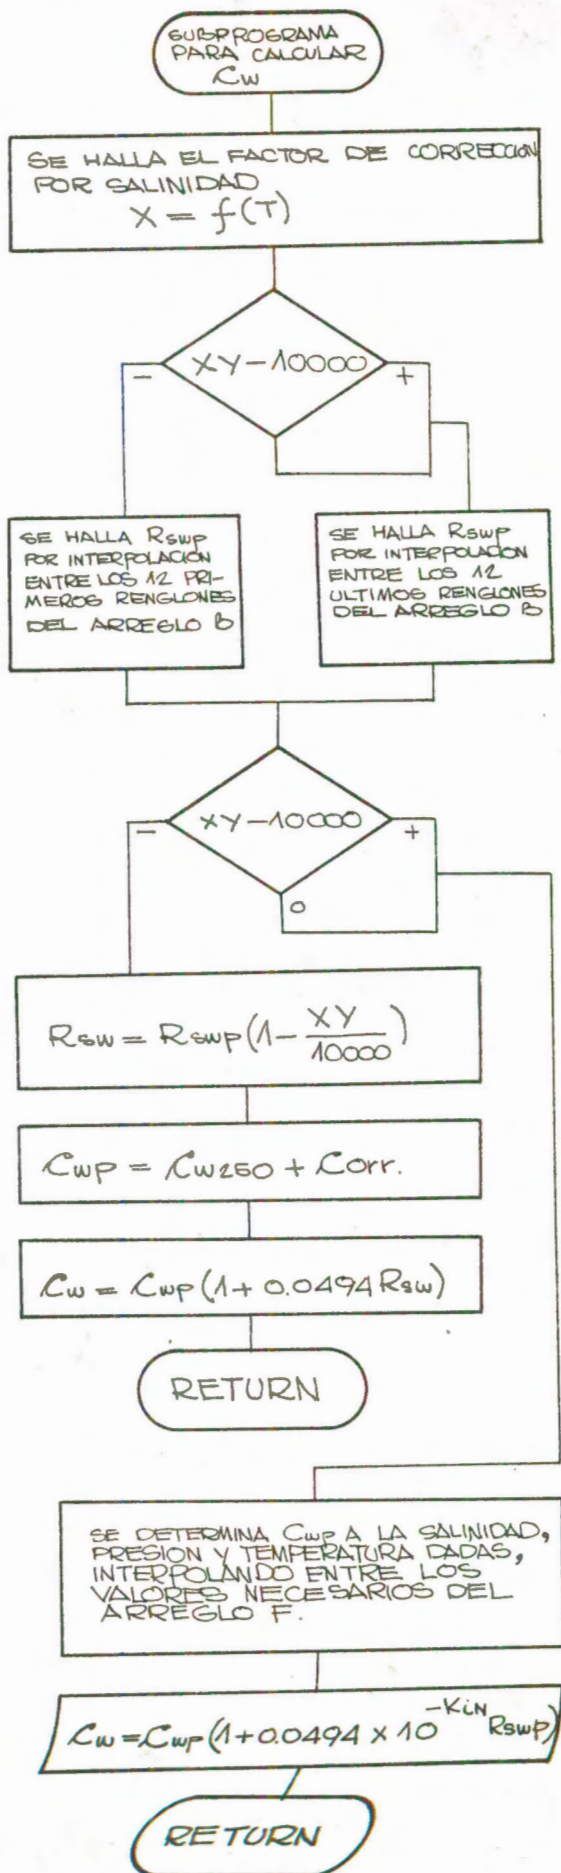 SUBPROGRAMA
PARA CALCULAR
Cw
SE HALLA EL FACTOR DE CORRECCION
POR SALINIDAD
X = f(T)
XY-10000
-
+
SE HALLA Rswp
POR INTERPOLACION
ENTRE LOS 12 PRI-
MEROS RENGLONES
DEL ARREGLO B
SE HALLA Rswp
POR INTERPOLACION
ENTRE LOS 12
ULTIMOS RENGLONES
DEL ARREGLO B
XY-10000
-
+
0
Rsw = Rswp(1 - XY/10000)
Cwp = Cw250 + Corr.
Cw = Cwp(1 + 0.0494 Rsw)
RETURN
SE DETERMINA Cwp A LA SALINIDAD,
PRESION Y TEMPERATURA DADAS,
INTERPOLANDO ENTRE LOS
VALORES NECESARIOS DEL
ARREGLO F.
Cw = Cwp(1 + 0.0494 x 10^-KiN Rswp)
RETURN